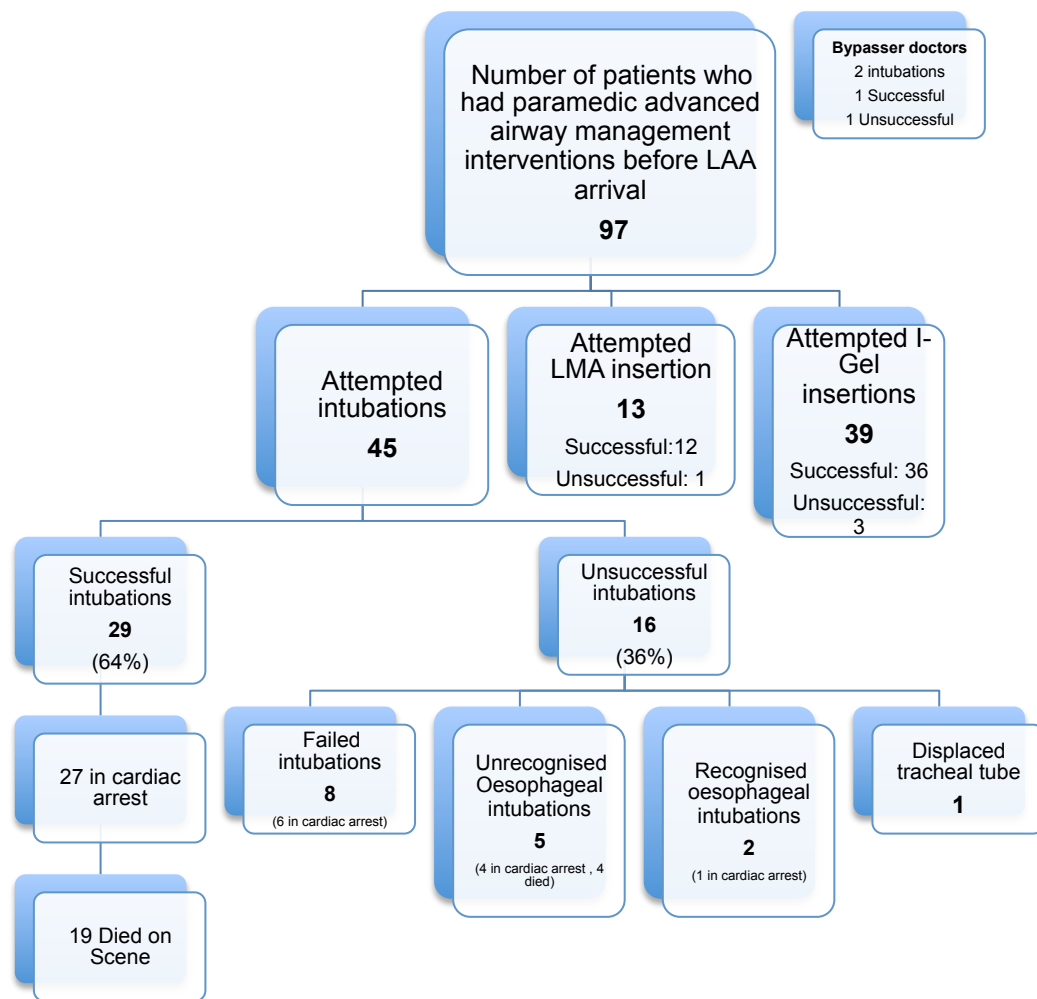 Number of patients who
had paramedic advanced
airway management
interventions before LAA
arrival
97
Bypasser doctors
2 intubations
1 Successful
1 Unsuccessful
Attempted
intubations
45
Attempted
LMA insertion
13
Successful:12
Unsuccessful: 1
Attempted I-
Gel
insertions
39
Successful: 36
Unsuccessful:
3
Successful
intubations
29
(64%)
Unsuccessful
intubations
16
(36%)
27 in cardiac
arrest
Failed
intubations
8
(6 in cardiac arrest)
Unrecognised
Oesophageal
intubations
5
(4 in cardiac arrest , 4
died)
Recognised
oesophageal
intubations
2
(1 in cardiac arrest)
Displaced
tracheal tube
1
19 Died on
Scene